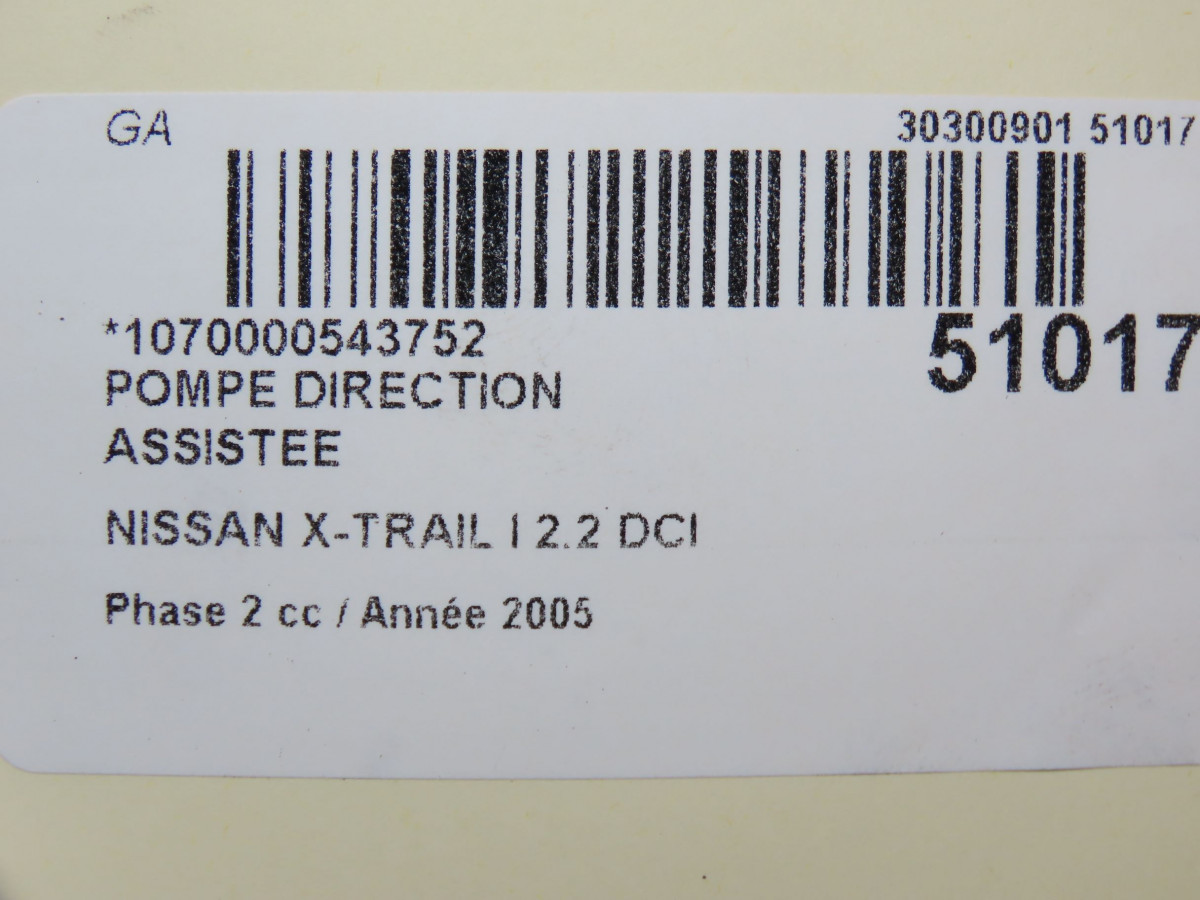 GA
30300901 51017
*1070000543752
51017
POMPE DIRECTION
ASSISTEE
NISSAN X-TRAIL I 2.2 DCI
Phase 2 cc / Année 2005